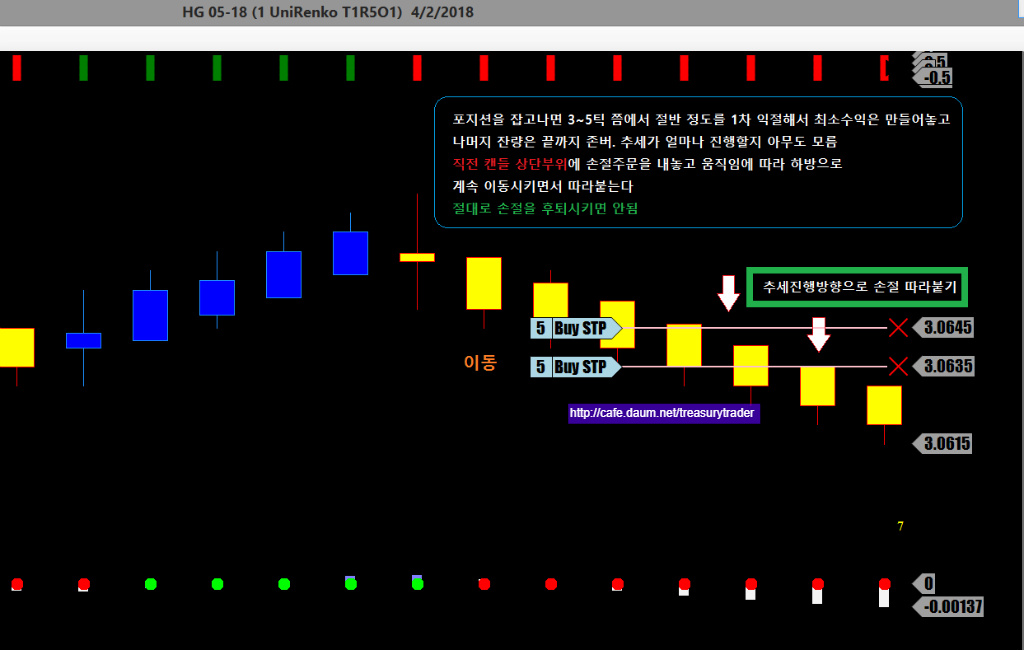 HG 05-18 (1 UniRenko T1R5O1) 4/2/2018
-0.5
포지션을 잡고나면 3~5틱 쯤에서 절반 정도를 1차 익절해서 최소수익은 만들어놓고
나머지 잔량은 끝까지 존버. 추세가 얼마나 진행할지 아무도 모름
직전 캔들 상단부위에 손절주문을 내놓고 움직임에 따라 하방으로
계속 이동시키면서 따라붙는다
절대로 손절을 후퇴시키면 안됨
추세진행방향으로 손절 따라붙기
5 Buy STP
3.0645
이동
5 Buy STP
3.0635
http://cafe.daum.net/treasurytrader
3.0615
7
0
-0.00137